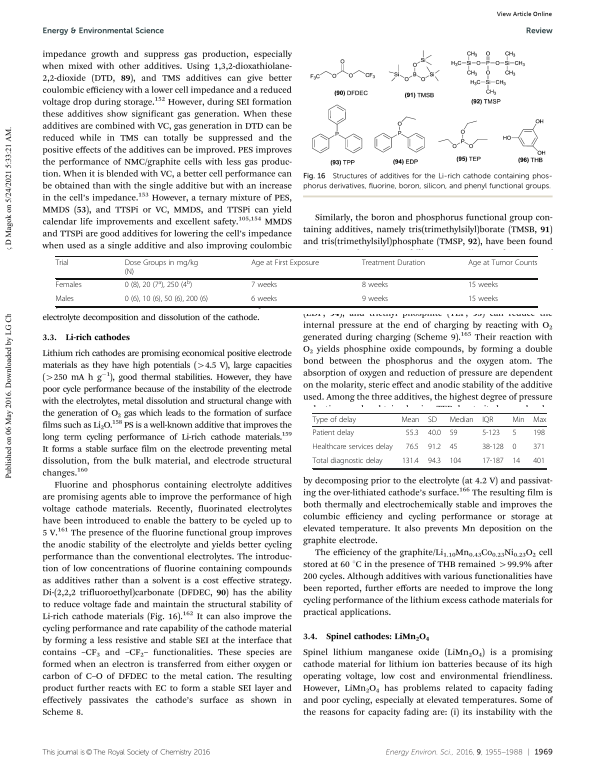 View Article Online
Energy & Environmental Science
Review
Published on 06 May 2016. Downloaded by LG Ch
D Magak on 5/24/2021 5:33:21 AM.
impedance growth and suppress gas production, especially
when mixed with other additives. Using 1,3,2-dioxathiolane-
2,2-dioxide (DTD, 89), and TMS additives can give better
coulombic efficiency with a lower cell impedance and a reduced
voltage drop during storage.152 However, during SEI formation
these additives show significant gas generation. When these
additives are combined with VC, gas generation in DTD can be
reduced while in TMS can totally be suppressed and the
positive effects of the additives can be improved. PES improves
the performance of NMC/graphite cells with less gas produc-
tion. When it is blended with VC, a better cell performance can
be obtained than with the single additive but with an increase
in the cell's impedance.153 However, a ternary mixture of PES,
MMDS (53), and TTSPi or VC, MMDS, and TTSPi can yield
calendar life improvements and excellent safety.105,154 MMDS
and TTSPi are good additives for lowering the cell's impedance
when used as a single additive and also improving coulombic
Trial Dose Groups in mg/kg (N) Age at First Exposure Treatment Duration Age at Tumor Counts
Females 0 (8), 20 (7a), 250 (4b) 7 weeks 8 weeks 15 weeks
Males 0 (6), 10 (6), 50 (6), 200 (6) 6 weeks 9 weeks 15 weeks
electrolyte decomposition and dissolution of the cathode.
3.3. Li-rich cathodes
Lithium rich cathodes are promising economical positive electrode
materials as they have high potentials (>4.5 V), large capacities
(>250 mA h g−1), good thermal stabilities. However, they have
poor cycle performance because of the instability of the electrode
with the electrolytes, metal dissolution and structural change with
the generation of O2 gas which leads to the formation of surface
films such as Li2O.158 PS is a well-known additive that improves the
long term cycling performance of Li-rich cathode materials.159
It forms a stable surface film on the electrode preventing metal
dissolution, from the bulk material, and electrode structural
changes.160
Fluorine and phosphorus containing electrolyte additives
are promising agents able to improve the performance of high
voltage cathode materials. Recently, fluorinated electrolytes
have been introduced to enable the battery to be cycled up to
5 V.161 The presence of the fluorine functional group improves
the anodic stability of the electrolyte and yields better cycling
performance than the conventional electrolytes. The introduc-
tion of low concentrations of fluorine containing compounds
as additives rather than a solvent is a cost effective strategy.
Di-(2,2,2 trifluoroethyl)carbonate (DFDEC, 90) has the ability
to reduce voltage fade and maintain the structural stability of
Li-rich cathode materials (Fig. 16).162 It can also improve the
cycling performance and rate capability of the cathode material
by forming a less resistive and stable SEI at the interface that
contains –CF3 and –CF2– functionalities. These species are
formed when an electron is transferred from either oxygen or
carbon of C–O of DFDEC to the metal cation. The resulting
product further reacts with EC to form a stable SEI layer and
effectively passivates the cathode's surface as shown in
Scheme 8.
(90) OFDEC
(91) TMSB
(92) TMSP
(93) TPP
(94) EDP
(95) TEP
(96) THB
Fig. 16 Structures of additives for the Li-rich cathode containing phos-
phorus derivatives, fluorine, boron, silicon, and phenyl functional groups.
Similarly, the boron and phosphorus functional group con-
taining additives, namely tris(trimethylsilyl)borate (TMSB, 91)
and tris(trimethylsilyl)phosphate (TMSP, 92), have been found
internal pressure at the end of charging by reacting with O2
generated during charging (Scheme 9).165 Their reaction with
O2 yields phosphine oxide compounds, by forming a double
bond between the phosphorus and the oxygen atom. The
absorption of oxygen and reduction of pressure are dependent
on the molarity, steric effect and anodic stability of the additive
used. Among the three additives, the highest degree of pressure
Type of delay Mean SD Median IQR Min Max
Patient delay 55.3 40.0 59 5-123 5 198
Healthcare services delay 76.5 91.2 45 38-128 0 371
Total diagnostic delay 131.4 94.3 104 17-187 14 401
by decomposing prior to the electrolyte (at 4.2 V) and passivat-
ing the over-lithiated cathode's surface.166 The resulting film is
both thermally and electrochemically stable and improves the
columbic efficiency and cycling performance or storage at
elevated temperature. It also prevents Mn deposition on the
graphite electrode.
The efficiency of the graphite/Li1.10Mn0.43Co0.23Ni0.23O2 cell
stored at 60 °C in the presence of THB remained >99.9% after
200 cycles. Although additives with various functionalities have
been reported, further efforts are needed to improve the long
cycling performance of the lithium excess cathode materials for
practical applications.
3.4. Spinel cathodes: LiMn2O4
Spinel lithium manganese oxide (LiMn2O4) is a promising
cathode material for lithium ion batteries because of its high
operating voltage, low cost and environmental friendliness.
However, LiMn2O4 has problems related to capacity fading
and poor cycling, especially at elevated temperatures. Some of
the reasons for capacity fading are: (i) its instability with the
This journal is © The Royal Society of Chemistry 2016
Energy Environ. Sci., 2016, 9, 1955–1988 | 1969